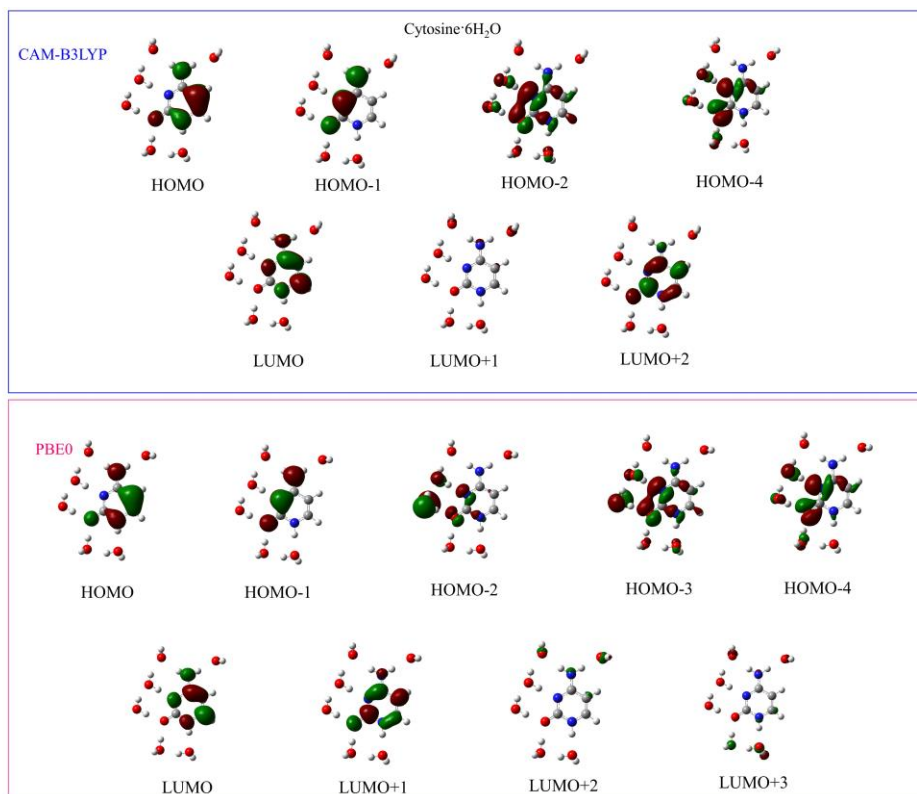 Cytosine·6H₂O
CAM-B3LYP
HOMO
HOMO-1
HOMO-2
HOMO-4
LUMO
LUMO+1
LUMO+2
PBE0
HOMO
HOMO-1
HOMO-2
HOMO-3
HOMO-4
LUMO
LUMO+1
LUMO+2
LUMO+3